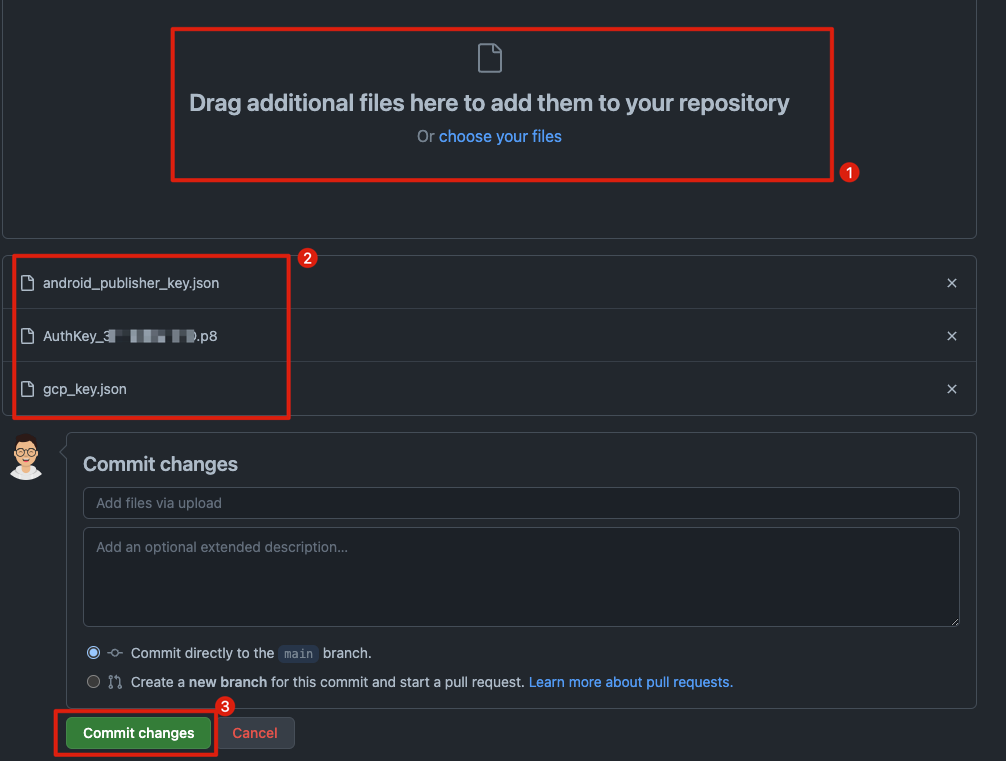 Drag additional files here to add them to your repository
Or choose your files
1
2
android_publisher_key.json
AuthKey_3 .p8
gcp_key.json
Commit changes
Add files via upload
Add an optional extended description...
Commit directly to the main branch.
Create a new branch for this commit and start a pull request. Learn more about pull requests.
3
Commit changes Cancel